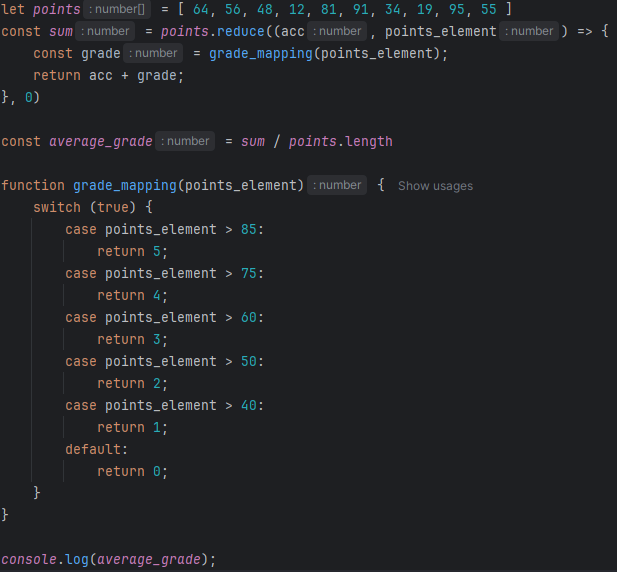 let points : number[] = [ 64, 56, 48, 12, 81, 91, 34, 19, 95, 55 ]
const sum : number = points.reduce((acc : number , points_element : number ) => {
    const grade : number = grade_mapping(points_element);
    return acc + grade;
}, 0)

const average_grade : number = sum / points.length

function grade_mapping(points_element) : number { Show usages
    switch (true) {
        case points_element > 85:
            return 5;
        case points_element > 75:
            return 4;
        case points_element > 60:
            return 3;
        case points_element > 50:
            return 2;
        case points_element > 40:
            return 1;
        default:
            return 0;
    }
}

console.log(average_grade);